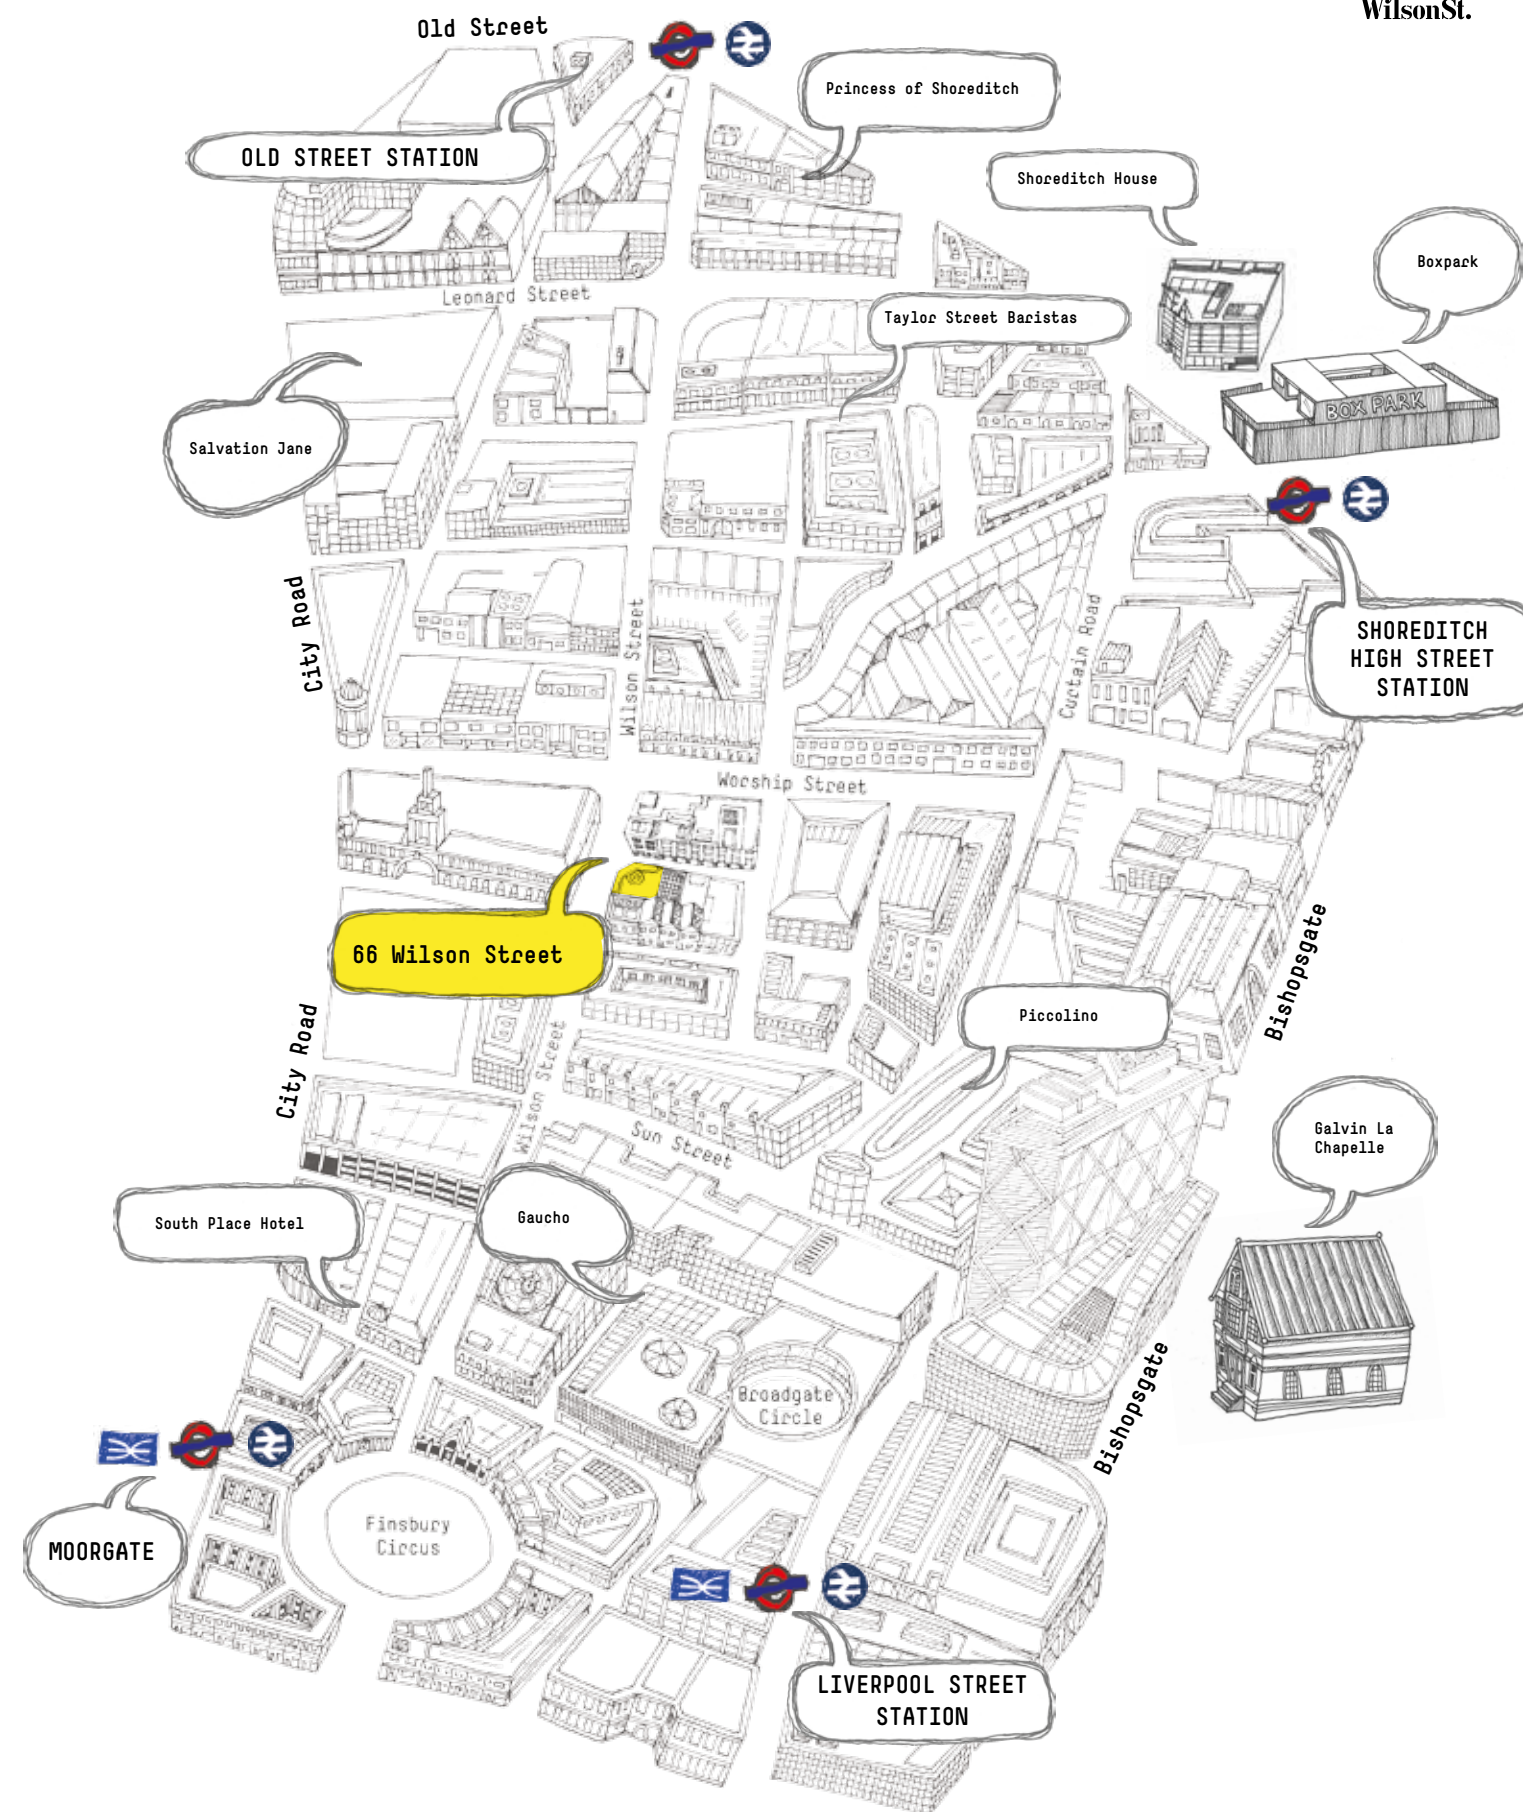 WilsonSt.
Old Street
Princess of Shoreditch
OLD STREET STATION
Shoreditch House
Boxpark
Leonard Street
Taylor Street Baristas
BOX PARK
Salvation Jane
City Road
Wilson Street
Curtain Road
SHOREDITCH
HIGH STREET
STATION
Worship Street
66 Wilson Street
Bishopsgate
Piccolino
City Road
Wilson Street
Sun Street
Galvin La
Chapelle
South Place Hotel
Gaucho
Broadgate
Circle
Bishopsgate
Finsbury
Circus
MOORGATE
LIVERPOOL STREET
STATION